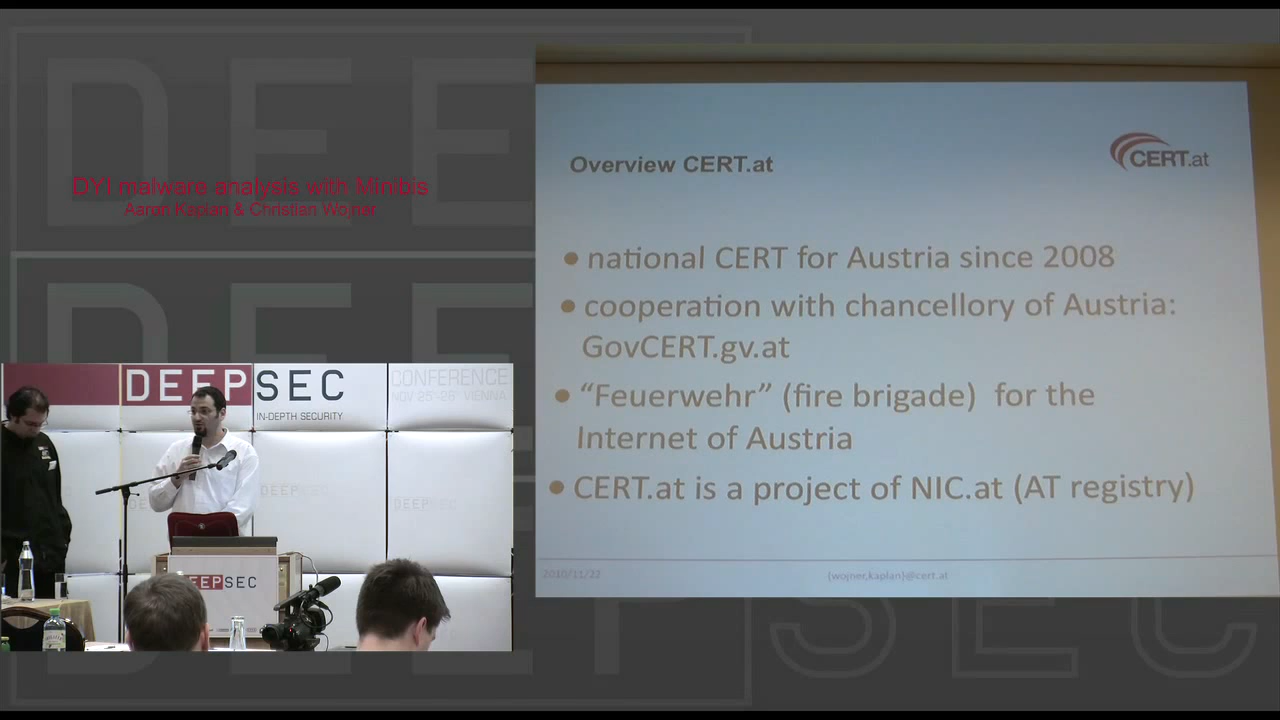 DYI malware analysis with Minibis
Aaron Kaplan & Christian Wojner
DEEPSEC
IN-DEPTH SECURITY
CONFERENCE
NOV 25 -26 VIENNA
DEEPSEC
DEEPSEC
DEEPSEC
CERT.at
Overview CERT.at
• national CERT for Austria since 2008
• cooperation with chancellory of Austria:
GovCERT.gv.at
• “Feuerwehr” (fire brigade) for the
Internet of Austria
• CERT.at is a project of NIC.at (AT registry)
2010/11/22
{wojner,kaplan}@cert.at
DEEPSEC